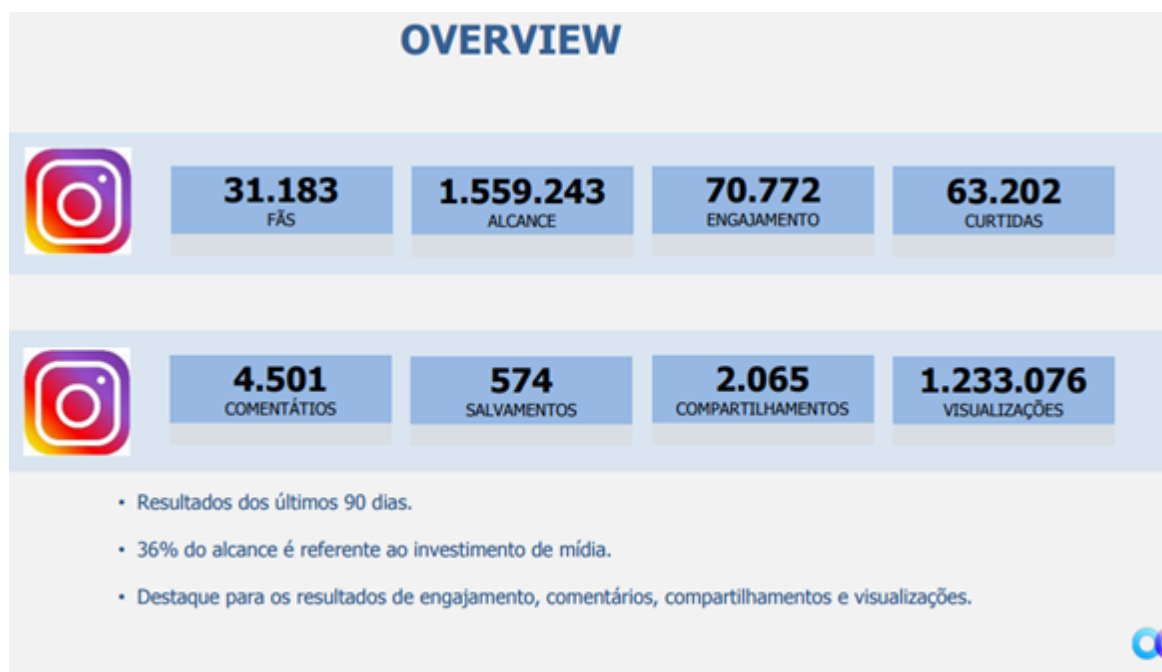 OVERVIEW
31.183
FÃS
1.559.243
ALCANCE
70.772
ENGAJAMENTO
63.202
CURTIDAS
4.501
COMENTÁTIOS
574
SALVAMENTOS
2.065
COMPARTILHAMENTOS
1.233.076
VISUALIZAÇÕES
• Resultados dos últimos 90 dias.
• 36% do alcance é referente ao investimento de mídia.
• Destaque para os resultados de engajamento, comentários, compartilhamentos e visualizações.